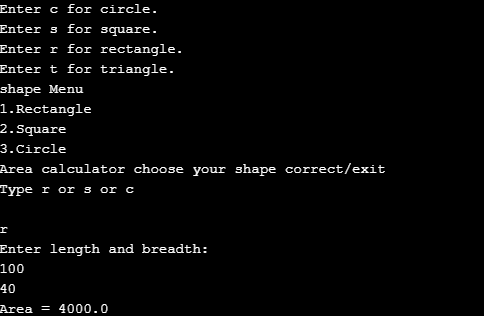 Enter c for circle.
Enter s for square.
Enter r for rectangle.
Enter t for triangle.
shape Menu
1.Rectangle
2.Square
3.Circle
Area calculator choose your shape correct/exit
Type r or s or c
r
Enter length and breadth:
100
40
Area = 4000.0